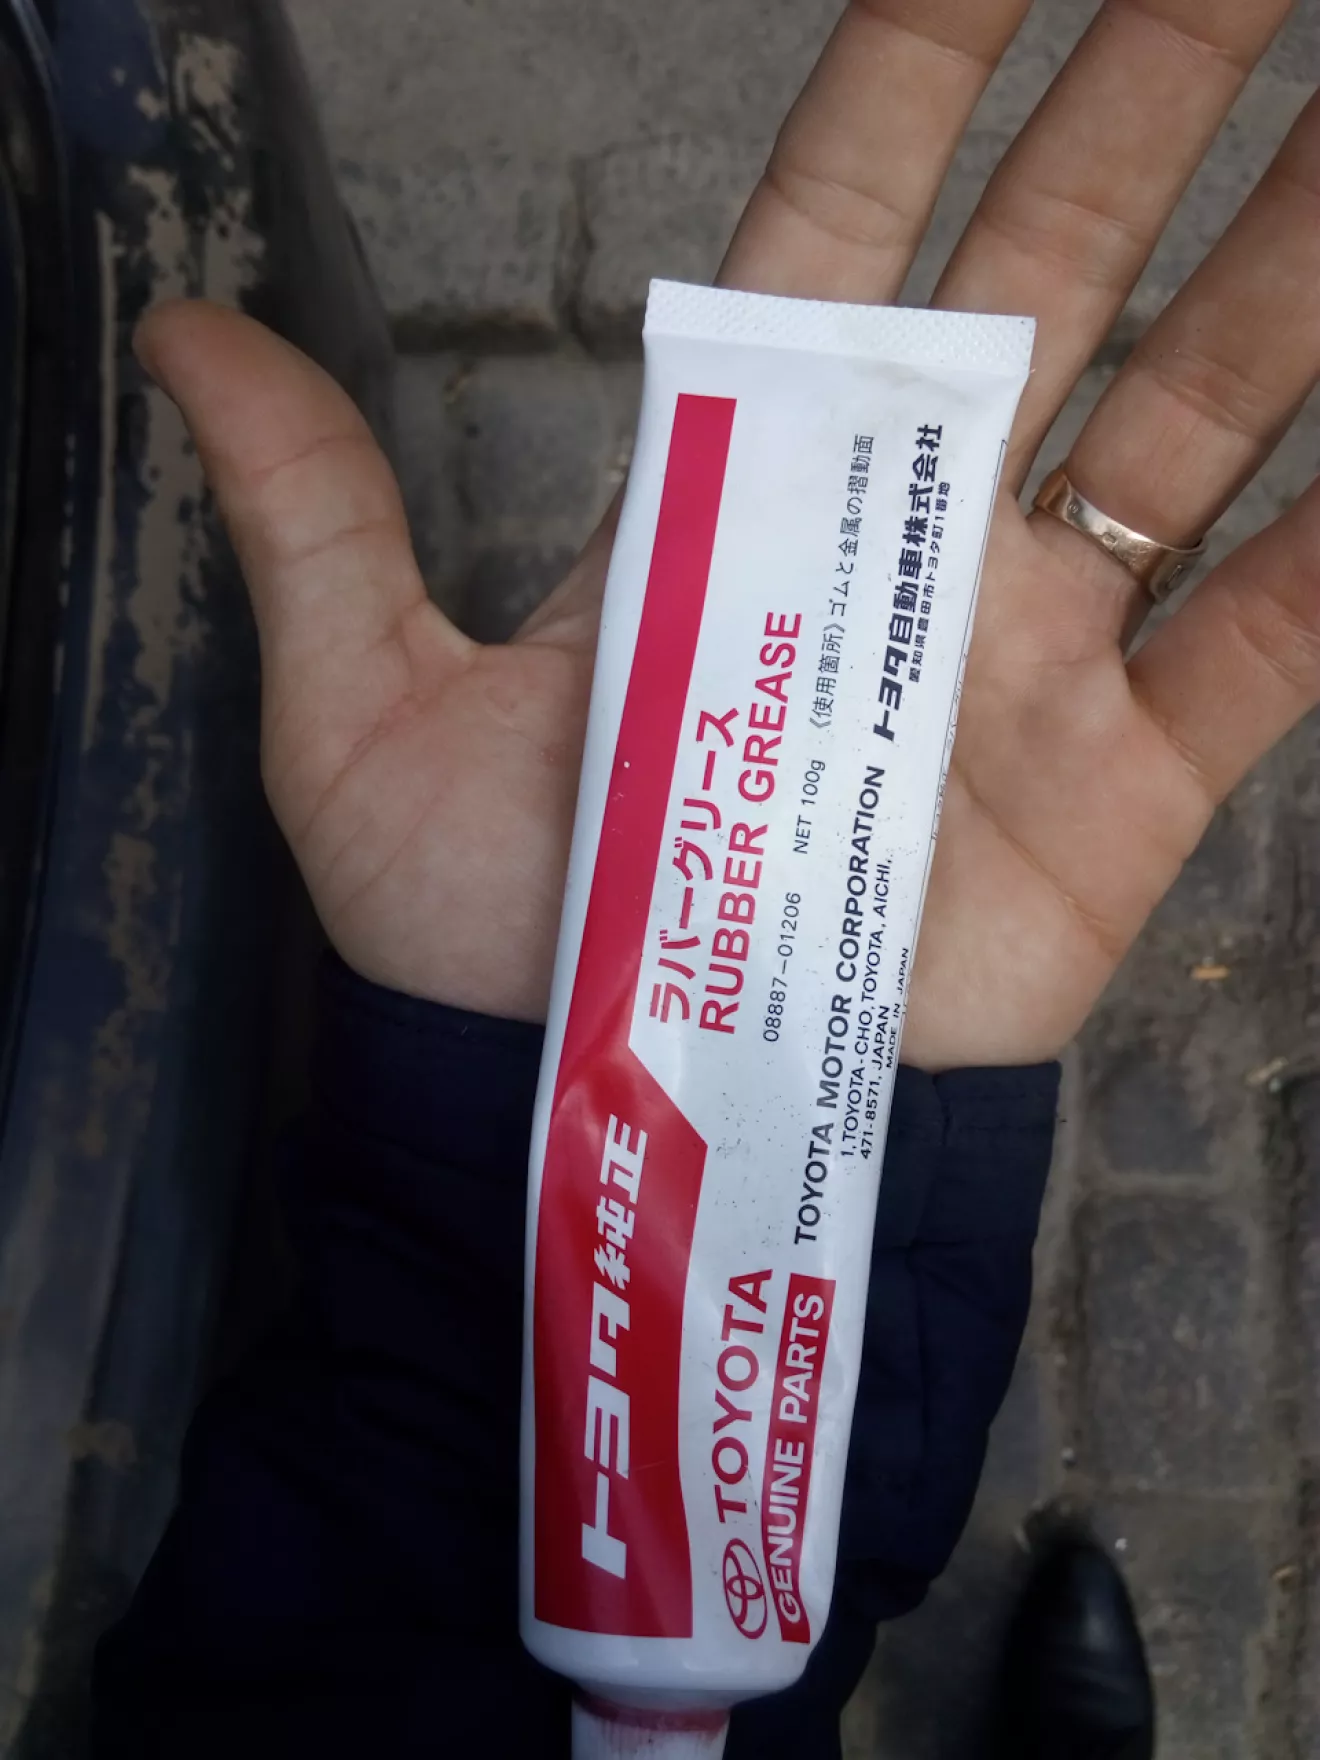 トヨタ純正
ラバーグリース
RUBBER GREASE
08887-01206 NET 100g 《使用箇所》ゴムと金属の摺動面
TOYOTA
GENUINE PARTS
TOYOTA MOTOR CORPORATION トヨタ自動車株式会社
1, TOYOTA-CHO, TOYOTA, AICHI, 愛知県豊田市トヨタ町1番地
471-8571, JAPAN
MADE IN JAPAN